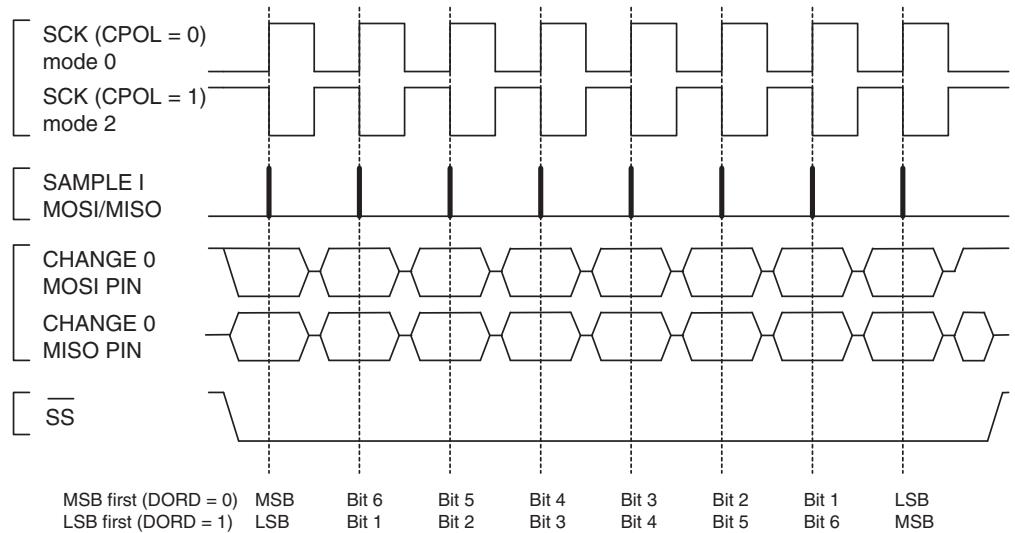 SCK (CPOL = 0)
mode 0
SCK (CPOL = 1)
mode 2
SAMPLE I
MOSI/MISO
CHANGE 0
MOSI PIN
CHANGE 0
MISO PIN
SS
MSB first (DORD = 0) MSB Bit 6 Bit 5 Bit 4 Bit 3 Bit 2 Bit 1 LSB
LSB first (DORD = 1) LSB Bit 1 Bit 2 Bit 3 Bit 4 Bit 5 Bit 6 MSB